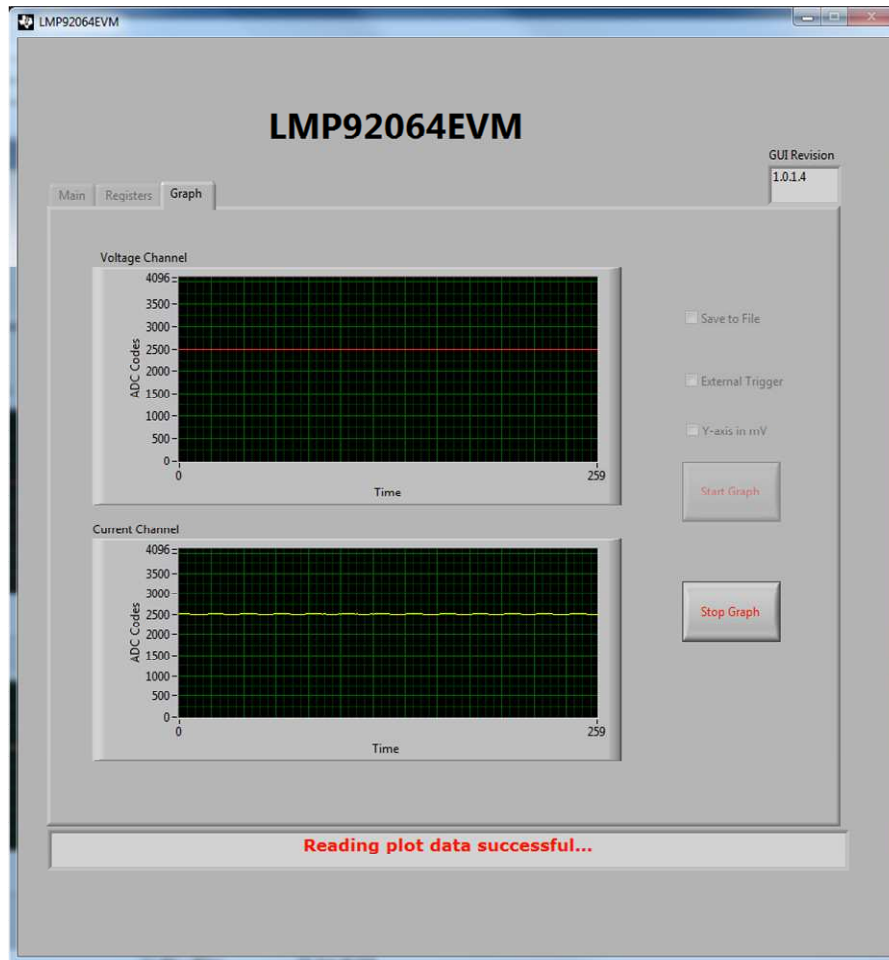 LMP92064EVM
LMP92064EVM
GUI Revision
1.0.1.4
Main Registers Graph
Voltage Channel
4096
3500
3000
2500
2000
1500
1000
500
0
ADC Codes
0 259
Time
Current Channel
4096
3500
3000
2500
2000
1500
1000
500
0
ADC Codes
0 259
Time
Save to File
External Trigger
Y-axis in mV
Start Graph
Stop Graph
Reading plot data successful...